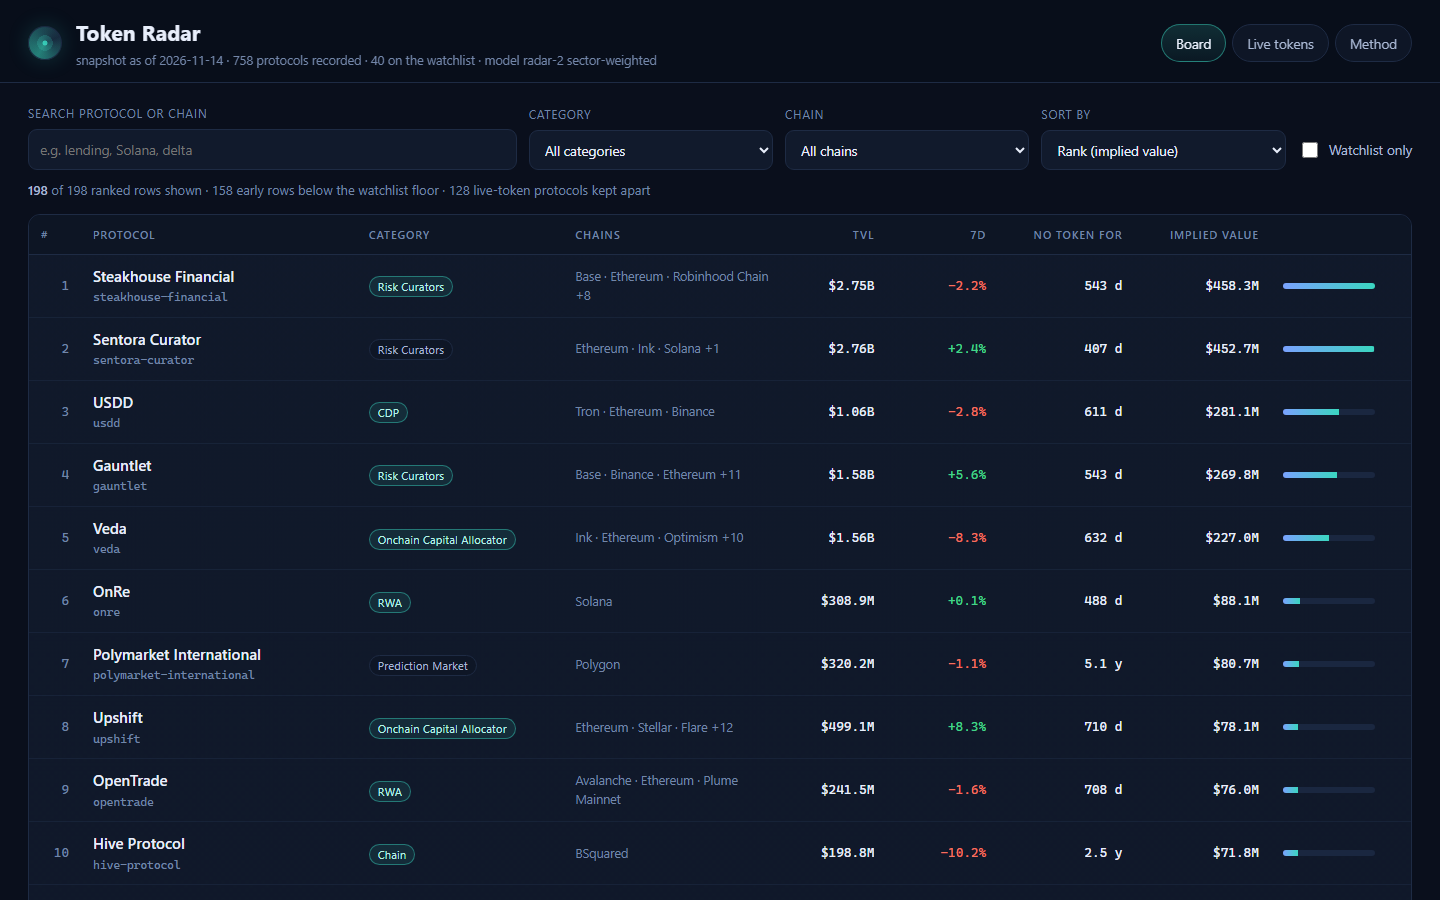 Token Radar
snapshot as of 2026-11-14 · 758 protocols recorded · 40 on the watchlist · model radar-2 sector-weighted
Board
Live tokens
Method
SEARCH PROTOCOL OR CHAIN
CATEGORY
CHAIN
SORT BY
e.g. lending, Solana, delta
All categories
All chains
Rank (implied value)
Watchlist only
198 of 198 ranked rows shown · 158 early rows below the watchlist floor · 128 live-token protocols kept apart
# PROTOCOL CATEGORY CHAINS TVL 7D NO TOKEN FOR IMPLIED VALUE
1 Steakhouse Financial Risk Curators Base · Ethereum · Robinhood Chain $2.75B −2.2% 543 d $458.3M
steakhouse-financial +8
2 Sentora Curator Risk Curators Ethereum · Ink · Solana +1 $2.76B +2.4% 407 d $452.7M
sentora-curator
3 USDD CDP Tron · Ethereum · Binance $1.06B −2.8% 611 d $281.1M
usdd
4 Gauntlet Risk Curators Base · Binance · Ethereum +11 $1.58B +5.6% 543 d $269.8M
gauntlet
5 Veda Onchain Capital Allocator Ink · Ethereum · Optimism +10 $1.56B −8.3% 632 d $227.0M
veda
6 OnRe RWA Solana $308.9M +0.1% 488 d $88.1M
onre
7 Polymarket International Prediction Market Polygon $320.2M −1.1% 5.1 y $80.7M
polymarket-international
8 Upshift Onchain Capital Allocator Ethereum · Stellar · Flare +12 $499.1M +8.3% 710 d $78.1M
upshift
9 OpenTrade RWA Avalanche · Ethereum · Plume $241.5M −1.6% 708 d $76.0M
opentrade Mainnet
10 Hive Protocol Chain BSquared $198.8M −10.2% 2.5 y $71.8M
hive-protocol